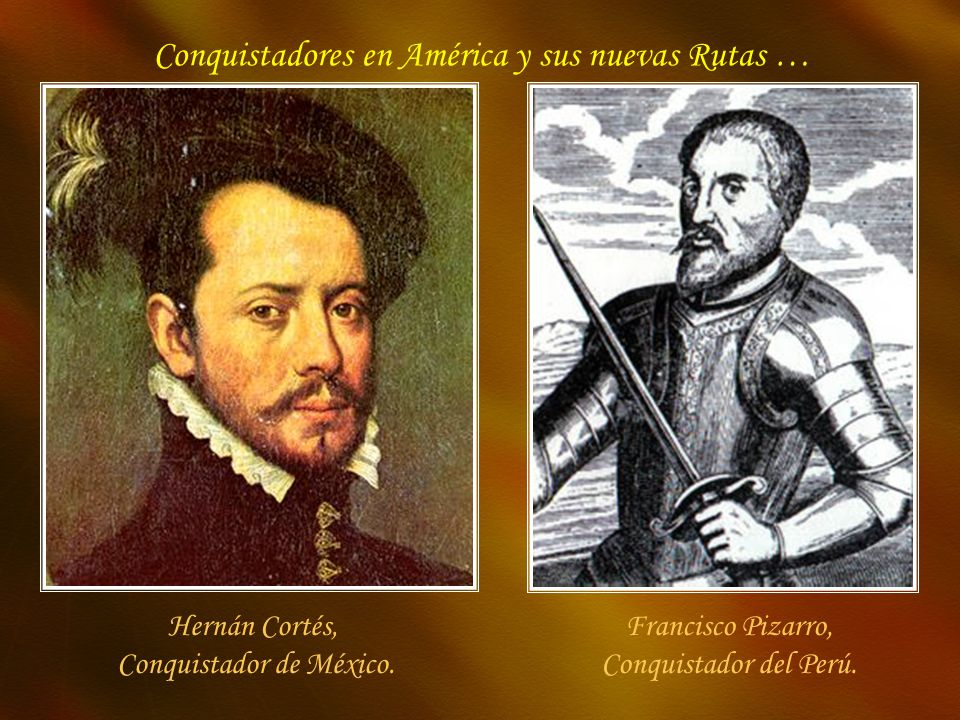 Conquistadores en América y sus nuevas Rutas …
Hernán Cortés,
Conquistador de México.
Francisco Pizarro,
Conquistador del Perú.